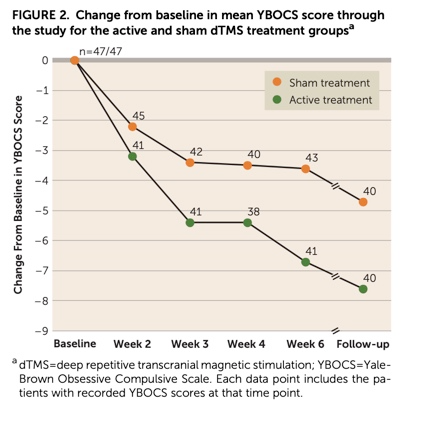 FIGURE 2. Change from baseline in mean YBOCS score through
the study for the active and sham dTMS treatment groupsª
n=47/47
0
Sham treatment
Active treatment
−1
−2
45
41
−3
42
40
43
−4
40
−5
41
38
−6
41
−7
40
−8
−9
Change From Baseline in YBOCS Score
Baseline Week 2 Week 3 Week 4 Week 6 Follow-up
ª dTMS=deep repetitive transcranial magnetic stimulation; YBOCS=Yale-
Brown Obsessive Compulsive Scale. Each data point includes the pa-
tients with recorded YBOCS scores at that time point.